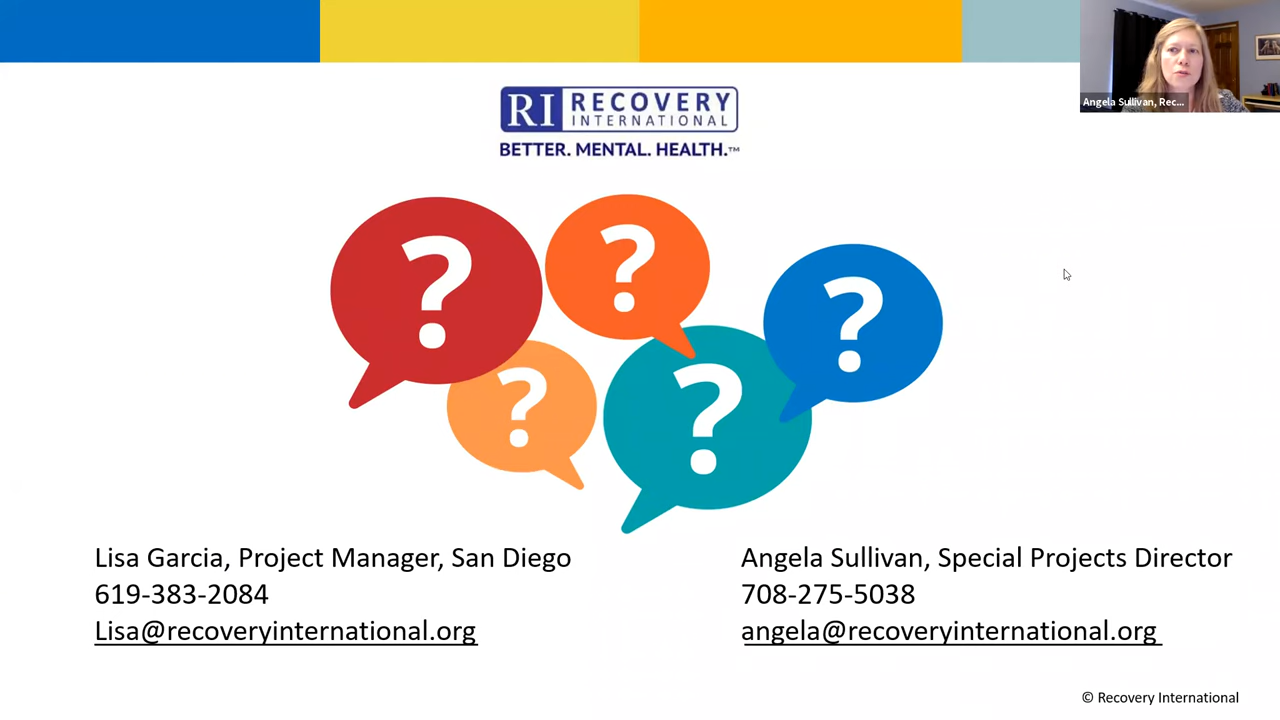 Angela Sullivan, Rec...
RI RECOVERY
INTERNATIONAL
BETTER. MENTAL. HEALTH.™
?
?
?
?
?
Lisa Garcia, Project Manager, San Diego
619-383-2084
Lisa@recoveryinternational.org
Angela Sullivan, Special Projects Director
708-275-5038
angela@recoveryinternational.org
© Recovery International